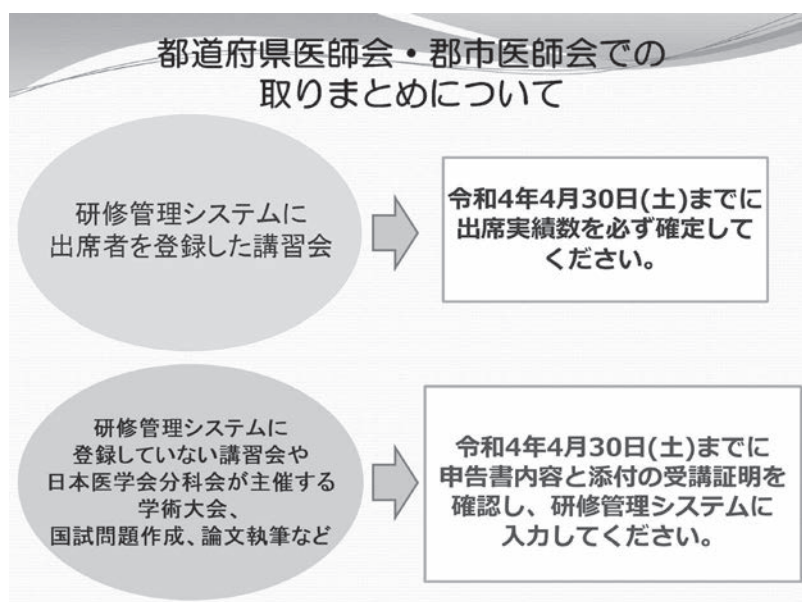 都道府県医師会・郡市医師会での
取りまとめについて
研修管理システムに
出席者を登録した講習会
令和4年4月30日(土)までに
出席実績数を必ず確定して
ください。
研修管理システムに
登録していない講習会や
日本医学会分科会が主催する
学術大会、
国試問題作成、論文執筆など
令和4年4月30日(土)までに
申告書内容と添付の受講証明を
確認し、研修管理システムに
入力してください。